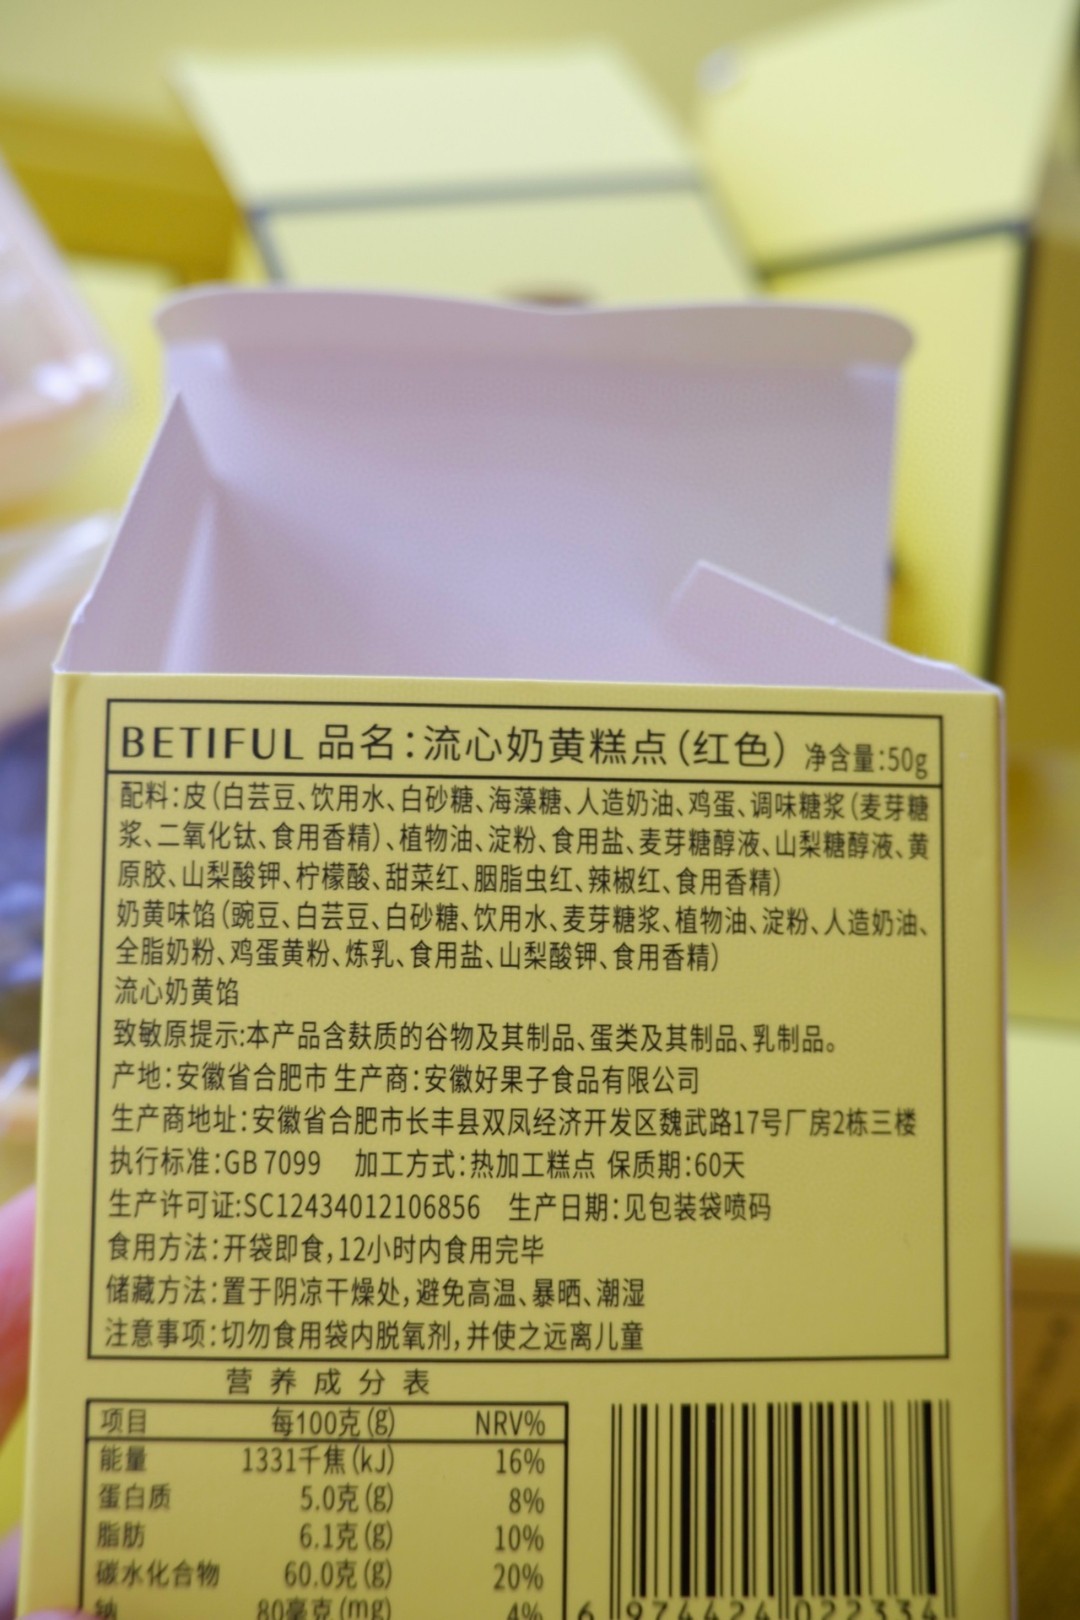 BETIFUL 品名:流心奶黄糕点(红色) 净含量:50g
配料:皮(白芸豆、饮用水、白砂糖、海藻糖、人造奶油、鸡蛋、调味糖浆(麦芽糖
浆、二氧化钛、食用香精)、植物油、淀粉、食用盐、麦芽糖醇液、山梨糖醇液、黄
原胶、山梨酸钾、柠檬酸、甜菜红、胭脂虫红、辣椒红、食用香精)
奶黄味馅(豌豆、白芸豆、白砂糖、饮用水、麦芽糖浆、植物油、淀粉、人造奶油、
全脂奶粉、鸡蛋黄粉、炼乳、食用盐、山梨酸钾、食用香精)
流心奶黄馅
致敏原提示:本产品含麸质的谷物及其制品、蛋类及其制品、乳制品。
产地:安徽省合肥市 生产商:安徽好果子食品有限公司
生产商地址:安徽省合肥市长丰县双凤经济开发区魏武路17号厂房2栋三楼
执行标准:GB 7099 加工方式:热加工糕点 保质期:60天
生产许可证:SC12434012106856 生产日期:见包装袋喷码
食用方法:开袋即食,12小时内食用完毕
储藏方法:置于阴凉干燥处,避免高温、暴晒、潮湿
注意事项:切勿食用袋内脱氧剂,并使之远离儿童
营养成分表
项目 每100克(g) NRV%
能量 1331千焦(kJ) 16%
蛋白质 5.0克(g) 8%
脂肪 6.1克(g) 10%
碳水化合物 60.0克(g) 20%
钠 80毫克(mg) 4%
6 974424 022334